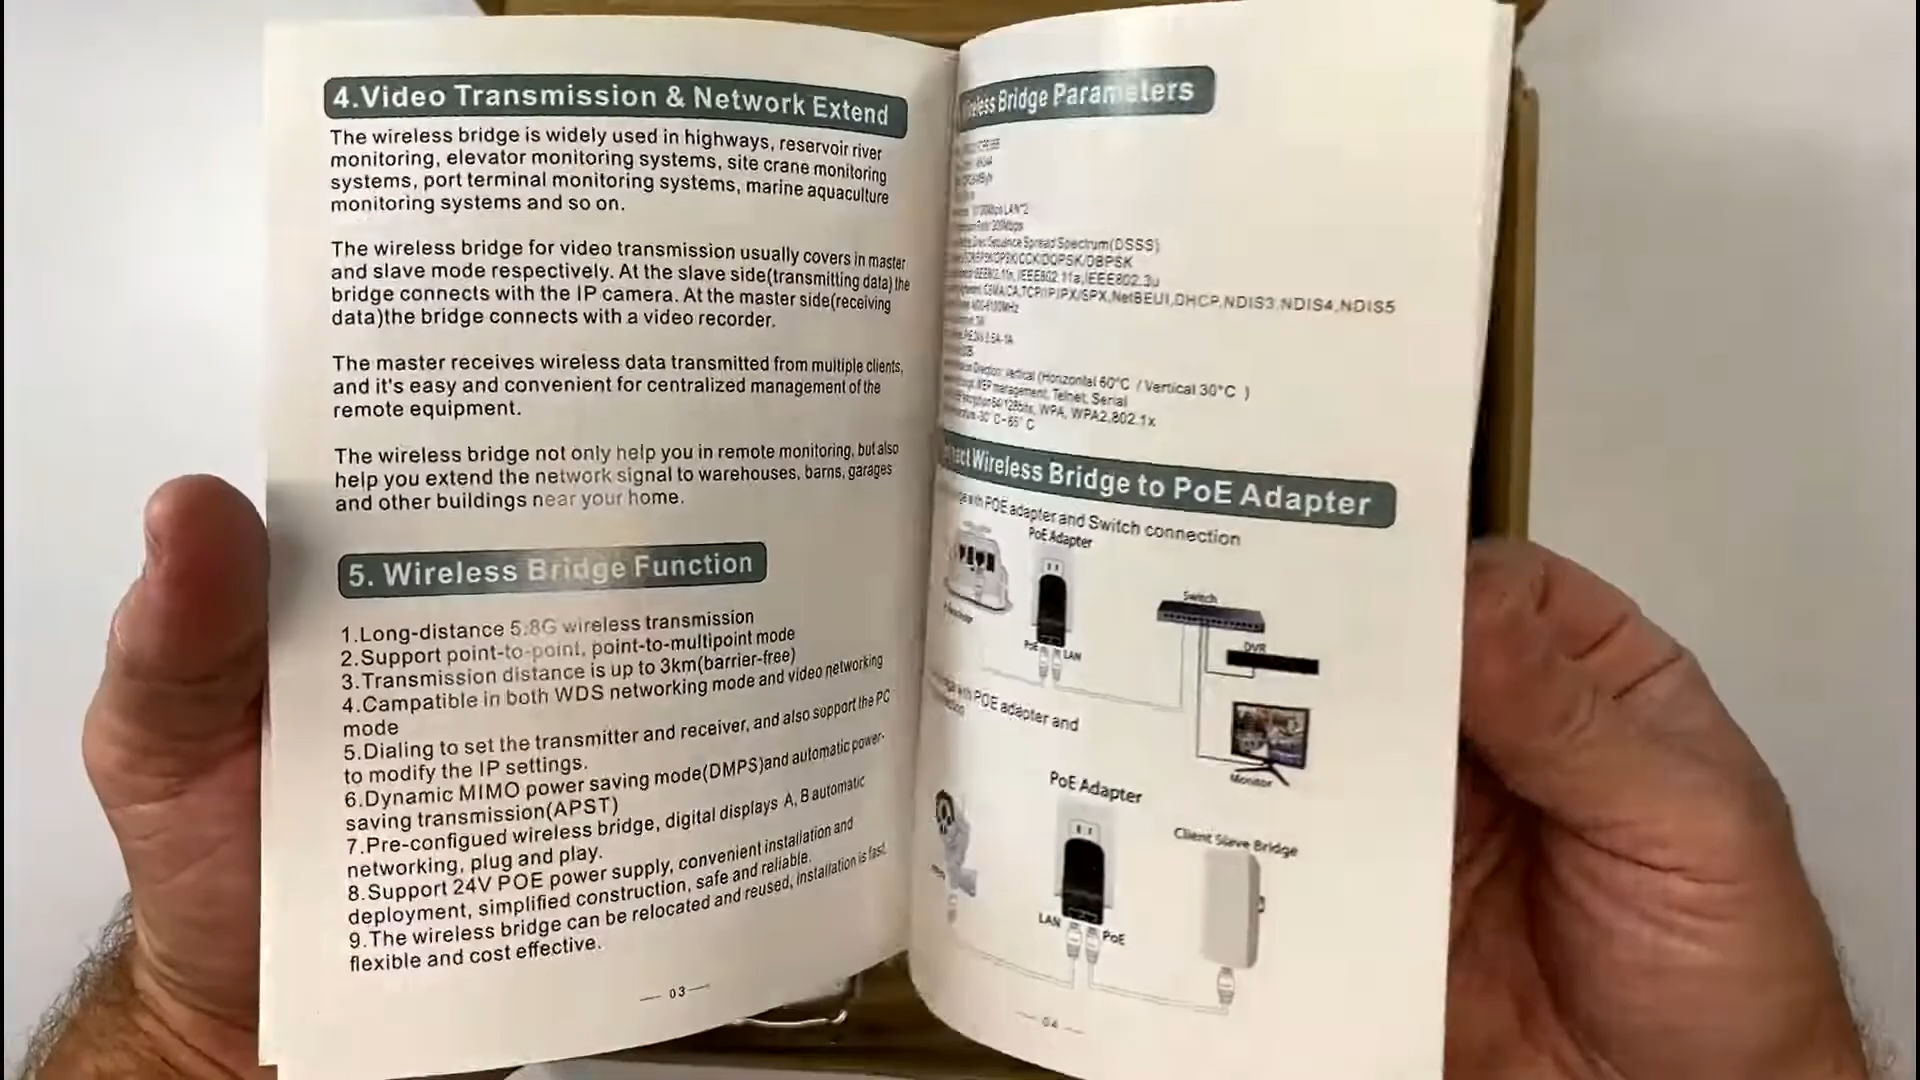 4.Video Transmission & Network Extend
The wireless bridge is widely used in highways, reservoir river
monitoring, elevator monitoring systems, site crane monitoring
systems, port terminal monitoring systems, marine aquaculture
monitoring systems and so on.
The wireless bridge for video transmission usually covers in master
and slave mode respectively. At the slave side(transmitting data)the
bridge connects with the IP camera. At the master side(receiving
data)the bridge connects with a video recorder.
The master receives wireless data transmitted from multiple clients,
and it's easy and convenient for centralized management of the
remote equipment.
The wireless bridge not only help you in remote monitoring, but also
help you extend the network signal to warehouses, barns, garages
and other buildings near your home.
5. Wireless Bridge Function
1.Long-distance 5.8G wireless transmission
2.Support point-to-point, point-to-multipoint mode
3.Transmission distance is up to 3km(barrier-free)
4.Campatible in both WDS networking mode and video networking
mode
5.Dialing to set the transmitter and receiver, and also support the PC
to modify the IP settings.
6.Dynamic MIMO power saving mode(DMPS)and automatic power-
saving transmission(APST)
7.Pre-configued wireless bridge, digital displays A, B automatic
networking, plug and play.
8.Support 24V POE power supply, convenient installation and
deployment, simplified construction, safe and reliable.
9.The wireless bridge can be relocated and reused, installation is fast,
flexible and cost effective.
— 03 —
Bridge Parameters
LAN*2
300Mbps
Sequence Spread Spectrum(DSSS)
IEEE802.11a,IEEE802.3u
CSMA/CA,TCP/IP,IPX/SPX,NetBEUI,DHCP,NDIS3,NDIS4,NDIS5
Direction: Vertical (Horizontal 60°C / Vertical 30°C )
management, Telnet, Serial
WPA, WPA2,802.1x
Wireless Bridge to PoE Adapter
with POE adapter and Switch connection
PoE Adapter
PoE
LAN
Switch
DVR
Monitor
with POE adapter and
PoE Adapter
LAN
PoE
Client Slave Bridge
— 04 —